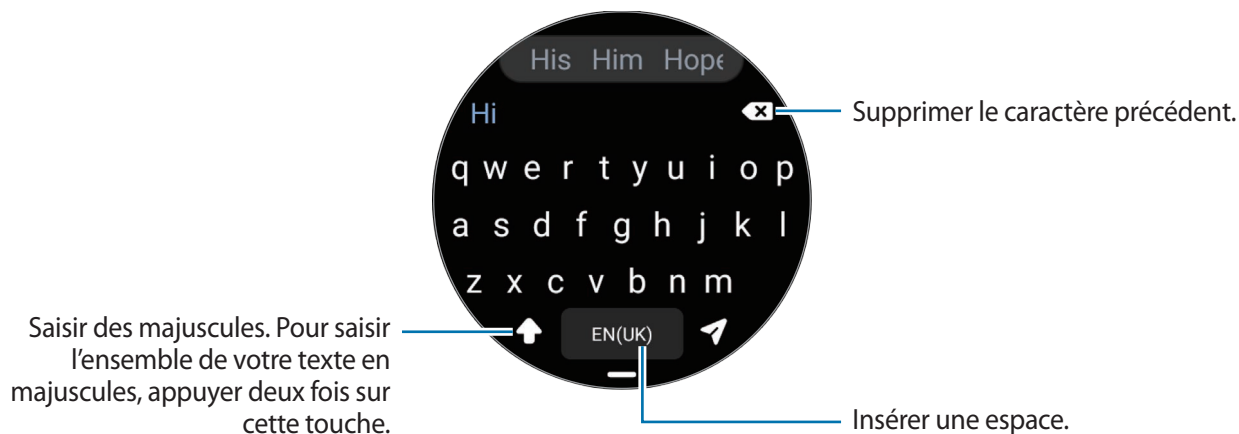 His Him Hope
Hi
Supprimer le caractère précédent.
q w e r t y u i o p
a s d f g h j k l
z x c v b n m
EN(UK)
Saisir des majuscules. Pour saisir
l'ensemble de votre texte en
majuscules, appuyer deux fois sur
cette touche.
Insérer une espace.